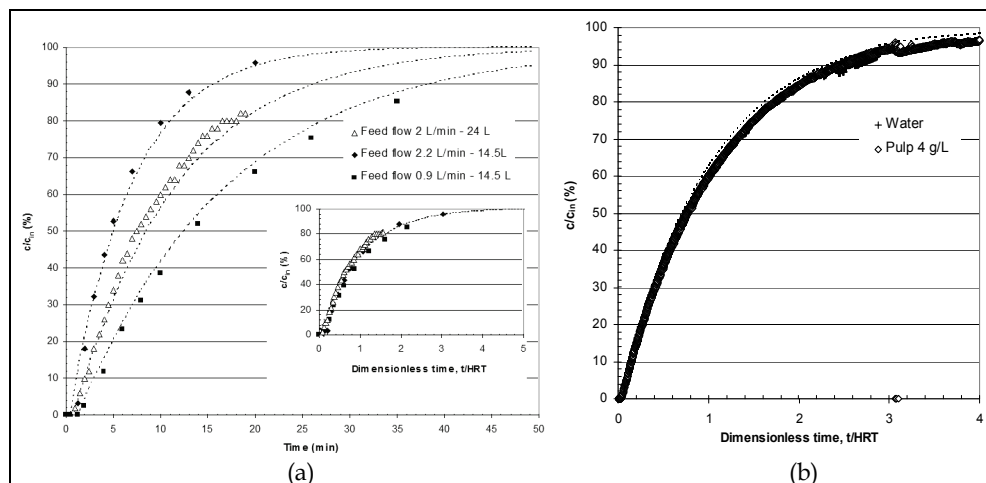 100
90
80
70
60
50
40
30
20
10
0
c/c_in (%)
0 5 10 15 20 25 30 35 40 45 50
Time (min)
Feed flow 2 L/min - 24 L
Feed flow 2.2 L/min - 14.5L
Feed flow 0.9 L/min - 14.5 L
100
80
60
40
20
0
c/c_in (%)
0 1 2 3 4 5
Dimensionless time, t/HRT
(a)
100
90
80
70
60
50
40
30
20
10
0
c/c_in (%)
Water
Pulp 4 g/L
0 1 2 3 4
Dimensionless time, t/HRT
(b)